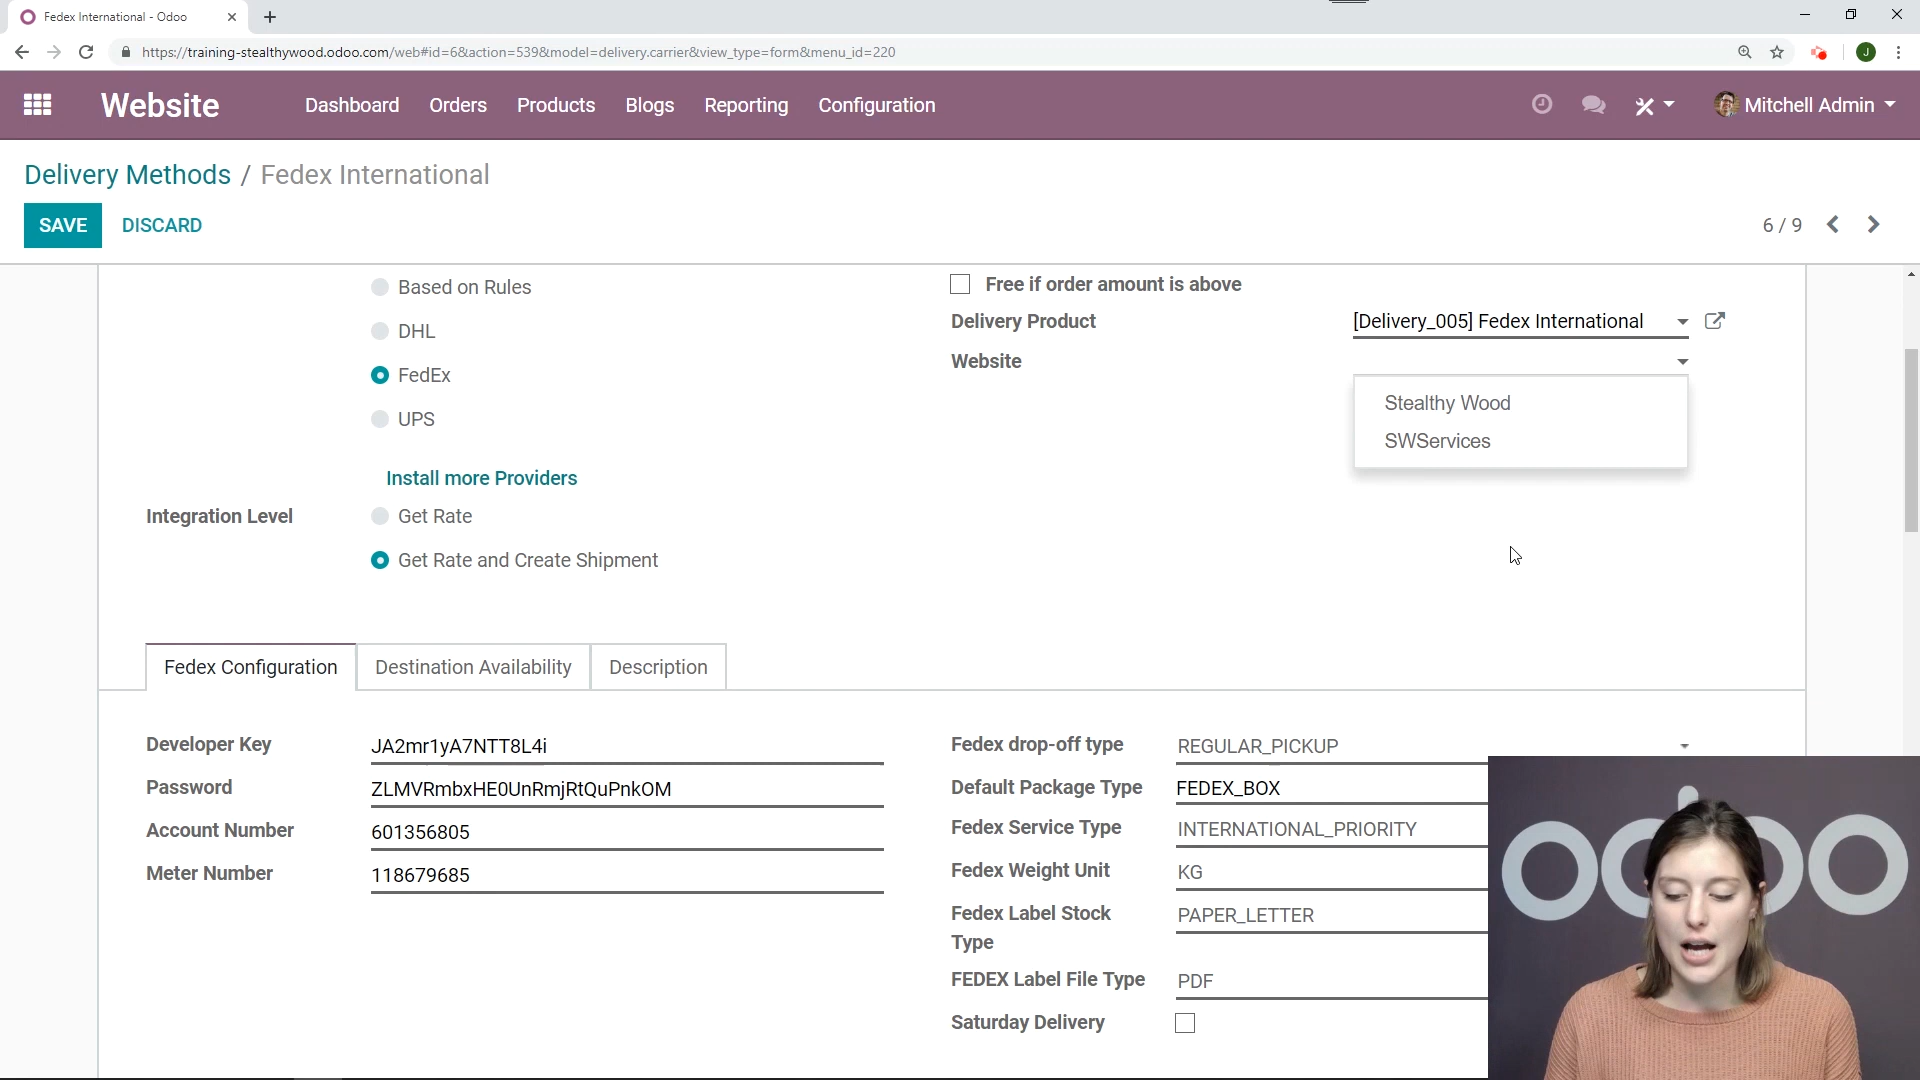 Fedex International - Odoo
https://training-stealthywood.odoo.com/web#id=6&action=539&model=delivery.carrier&view_type=form&menu_id=220
J
Website
Dashboard
Orders
Products
Blogs
Reporting
Configuration
Mitchell Admin
Delivery Methods / Fedex International
SAVE
DISCARD
6 / 9
Based on Rules
DHL
FedEx
UPS
Install more Providers
Integration Level
Get Rate
Get Rate and Create Shipment
Free if order amount is above
Delivery Product
[Delivery_005] Fedex International
Website
Stealthy Wood
SWServices
Fedex Configuration
Destination Availability
Description
Developer Key
JA2mr1yA7NTT8L4i
Password
ZLMVRmbxHE0UnRmjRtQuPnkOM
Account Number
601356805
Meter Number
118679685
Fedex drop-off type
REGULAR_PICKUP
Default Package Type
FEDEX_BOX
Fedex Service Type
INTERNATIONAL_PRIORITY
Fedex Weight Unit
KG
Fedex Label Stock
Type
PAPER_LETTER
FEDEX Label File Type
PDF
Saturday Delivery
odoo